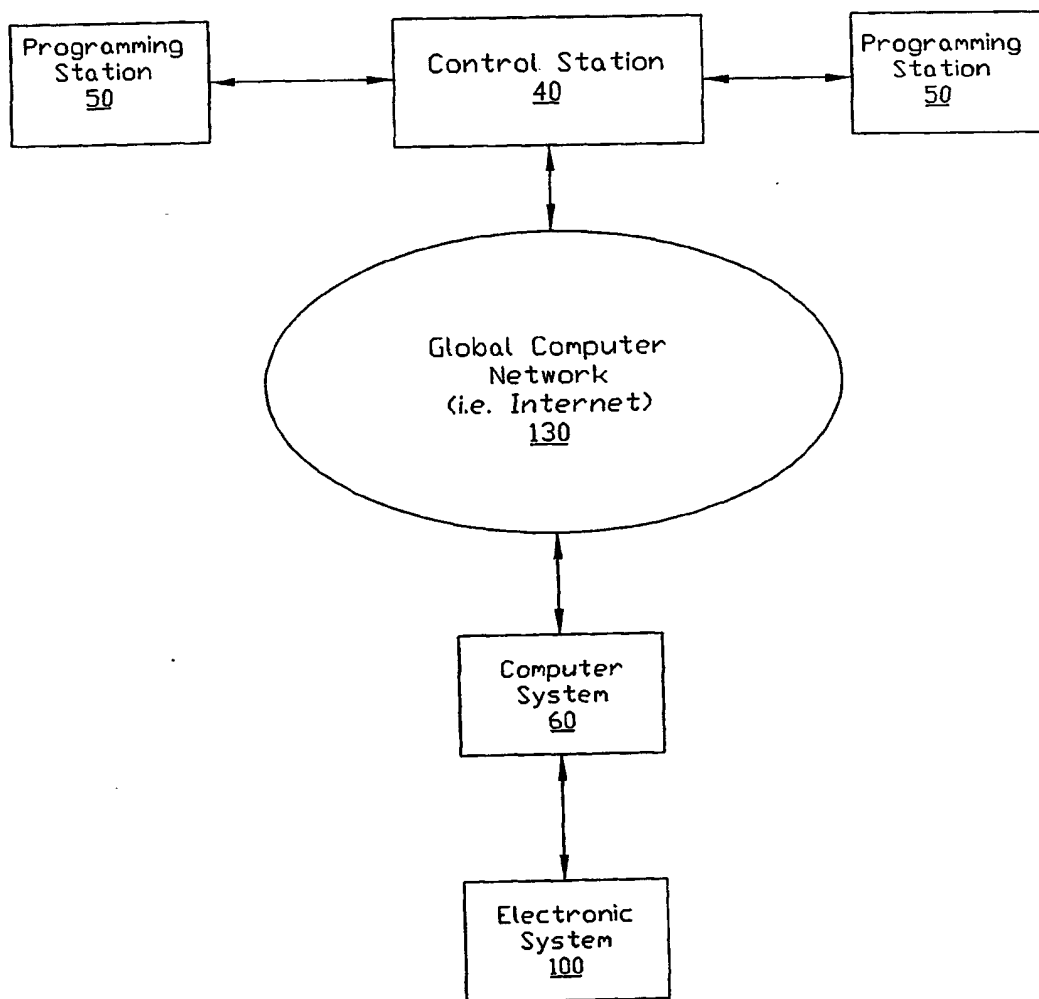 Programming
Station
50
Control Station
40
Programming
Station
50
Global Computer
Network
(i.e. Internet)
130
Computer
System
60
Electronic
System
100